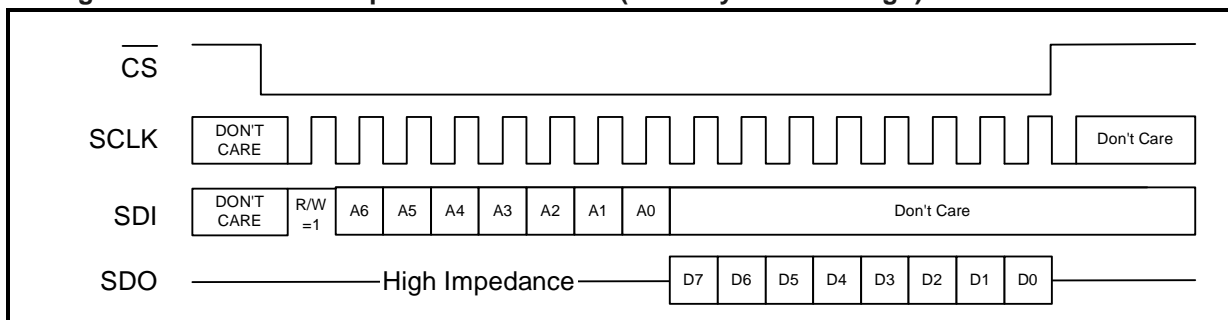 CS
SCLK
DON'T
CARE
Don't Care
SDI
DON'T
CARE
R/W
=1
A6
A5
A4
A3
A2
A1
A0
Don't Care
SDO
High Impedance
D7
D6
D5
D4
D3
D2
D1
D0